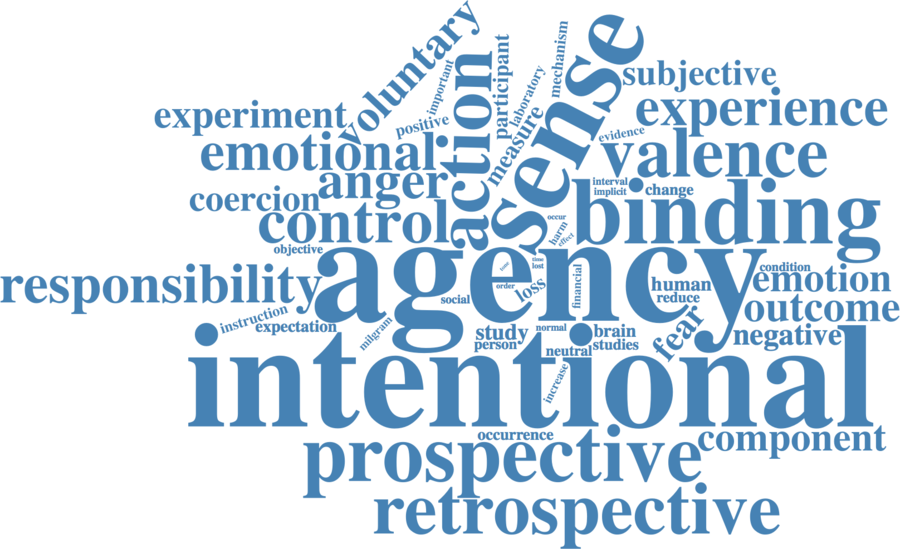 voluntary
sense
important
mechanism
participant
laboratory
subjective
experiment
positive
action
measure
evidence
experience
emotional
valence
anger
interval
implicit
change
coercion
control
occur
harm
effect
binding
objective
responsibility
agency
time
lost
order
loss
social
financial
human
reduce
condition
emotion
outcome
instruction
expectation
milgram
study
person
normal
neutral
brain
studies
fear
negative
intentional
increase
occurrence
prospective
component
retrospective